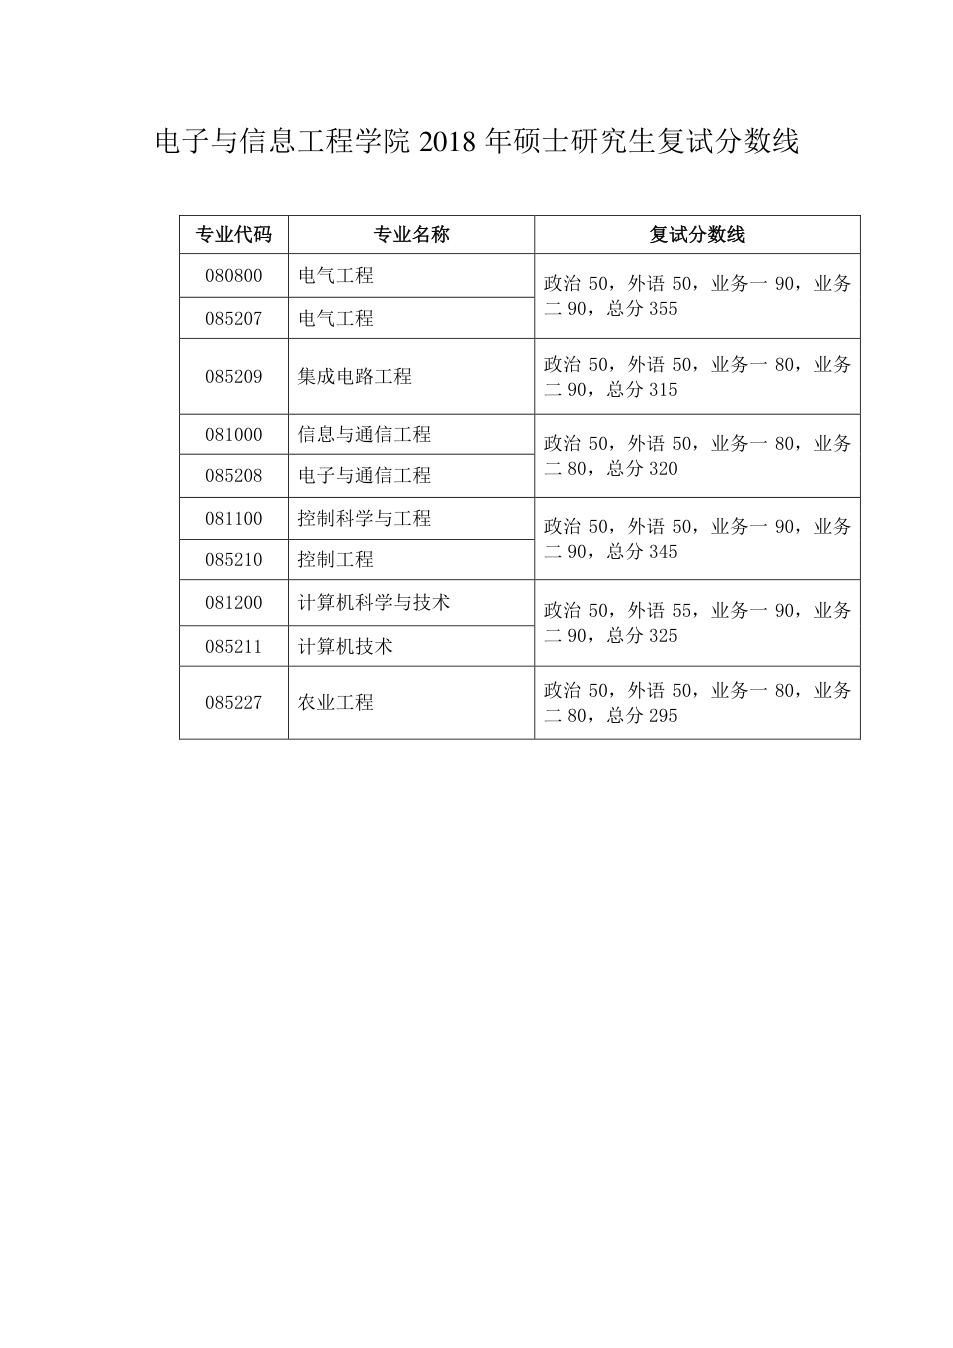 电子与信息工程学院 2018 年硕士研究生复试分数线
专业代码 专业名称 复试分数线
080800 电气工程
政治 50，外语 50，业务一 90，业务
二 90，总分 355
085207 电气工程
085209 集成电路工程
政治 50，外语 50，业务一 80，业务
二 90，总分 315
081000 信息与通信工程
政治 50，外语 50，业务一 80，业务
二 80，总分 320
085208 电子与通信工程
081100 控制科学与工程
政治 50，外语 50，业务一 90，业务
二 90，总分 345
085210 控制工程
081200 计算机科学与技术
政治 50，外语 55，业务一 90，业务
二 90，总分 325
085211 计算机技术
085227 农业工程
政治 50，外语 50，业务一 80，业务
二 80，总分 295